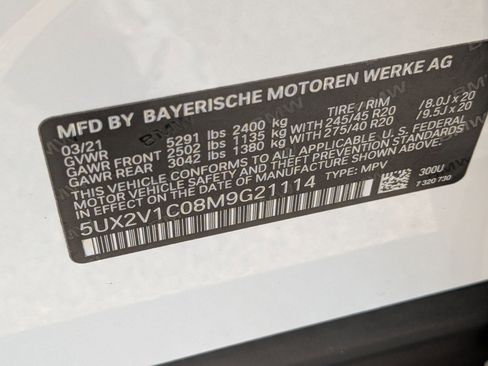 MFD BY BAYERISCHE MOTOREN WERKE AG
03/21 BMW TIRE / RIM
GVWR 5291 lbs 2400 kg
GAWR FRONT 2502 lbs 1135 kg WITH 245/45 R20 /8.0J x 20
GAWR REAR 3042 lbs 1380 kg WITH 275/40 R20 /9.5J x 20
THIS VEHICLE CONFORMS TO ALL APPLICABLE U.S. FEDERAL
MOTOR VEHICLE SAFETY, BUMPER, AND THEFT PREVENTION STANDARDS
IN EFFECT ON THE DATE OF MANUFACTURE SHOWN ABOVE.
5UX2V1C08M9G21114 TYPE: MPV
300U
7 320 730